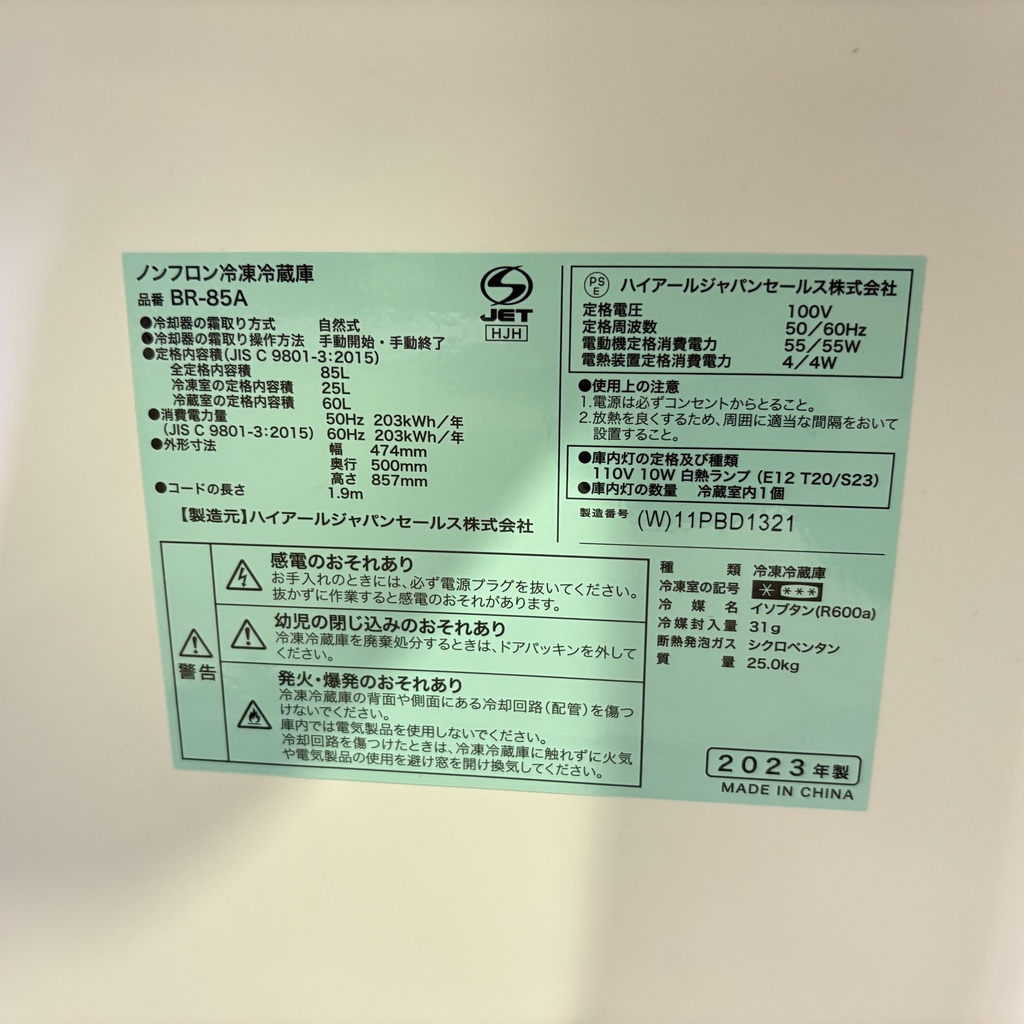 ノンフロン冷凍冷蔵庫
品番 BR-85A
JET
HJH
●冷却器の霜取り方式 自然式
●冷却器の霜取り操作方法 手動開始・手動終了
●定格内容積(JIS C 9801-3:2015)
全定格内容積 85L
冷凍室の定格内容積 25L
冷蔵室の定格内容積 60L
●消費電力量 50Hz 203kWh/年
(JIS C 9801-3:2015) 60Hz 203kWh/年
●外形寸法 幅 474mm
奥行 500mm
高さ 857mm
●コードの長さ 1.9m
【製造元】ハイアールジャパンセールス株式会社
PS
E ハイアールジャパンセールス株式会社
定格電圧 100V
定格周波数 50/60Hz
電動機定格消費電力 55/55W
電熱装置定格消費電力 4/4W
●使用上の注意
1.電源は必ずコンセントからとること。
2.放熱を良くするため、周囲に適当な間隔をおいて
設置すること。
●庫内灯の定格及び種類
110V 10W 白熱ランプ (E12 T20/S23)
●庫内灯の数量 冷蔵室内1個
製造番号 (W)11PBD1321
警告
感電のおそれあり
お手入れのときには、必ず電源プラグを抜いてください。
抜かずに作業すると感電のおそれがあります。
幼児の閉じ込みのおそれあり
冷凍冷蔵庫を廃棄処分するときは、ドアパッキンを外して
ください。
発火・爆発のおそれあり
冷凍冷蔵庫の背面や側面にある冷却回路(配管)を傷つ
けないでください。
庫内では電気製品を使用しないでください。
冷却回路を傷つけたときは、冷凍冷蔵庫に触れずに火気
や電気製品の使用を避け窓を開け換気してください。
種類 冷凍冷蔵庫
冷凍室の記号 * ***
冷媒名 イソブタン(R600a)
冷媒封入量 31g
断熱発泡ガス シクロペンタン
質量 25.0kg
2023年製
MADE IN CHINA